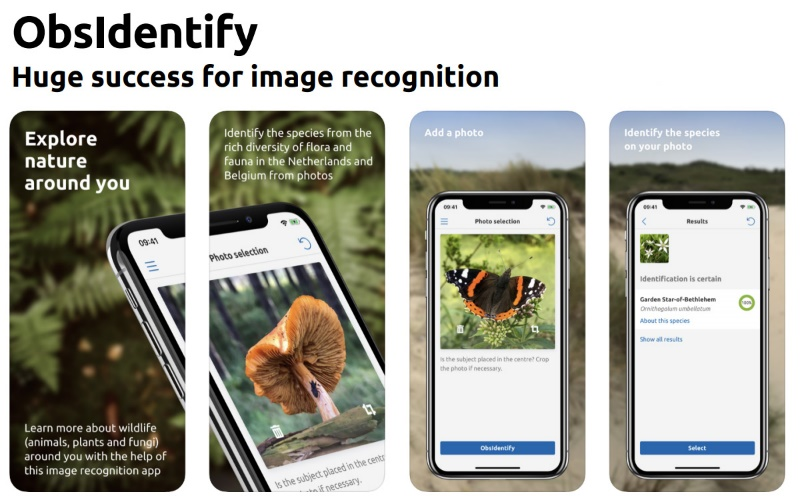 ObsIdentify
Huge success for image recognition
Explore
nature
around you
09:41
Learn more about wildlife
(animals, plants and fungi)
around you with the help of
this image recognition app
Identify the species from the
rich diversity of flora and
fauna in the Netherlands and
Belgium from photos
Photo selection
Is the subject placed in the centre
photo if necessary.
Add a photo
09:41
Photo selection
Is the subject placed in the centre? Crop
the photo if necessary.
ObsIdentify
Identify the species
on your photo
09:41
Results
Identification is certain
Garden Star-of-Bethlehem
Ornithogalum umbellatum
100%
About this species
Show all results
Select